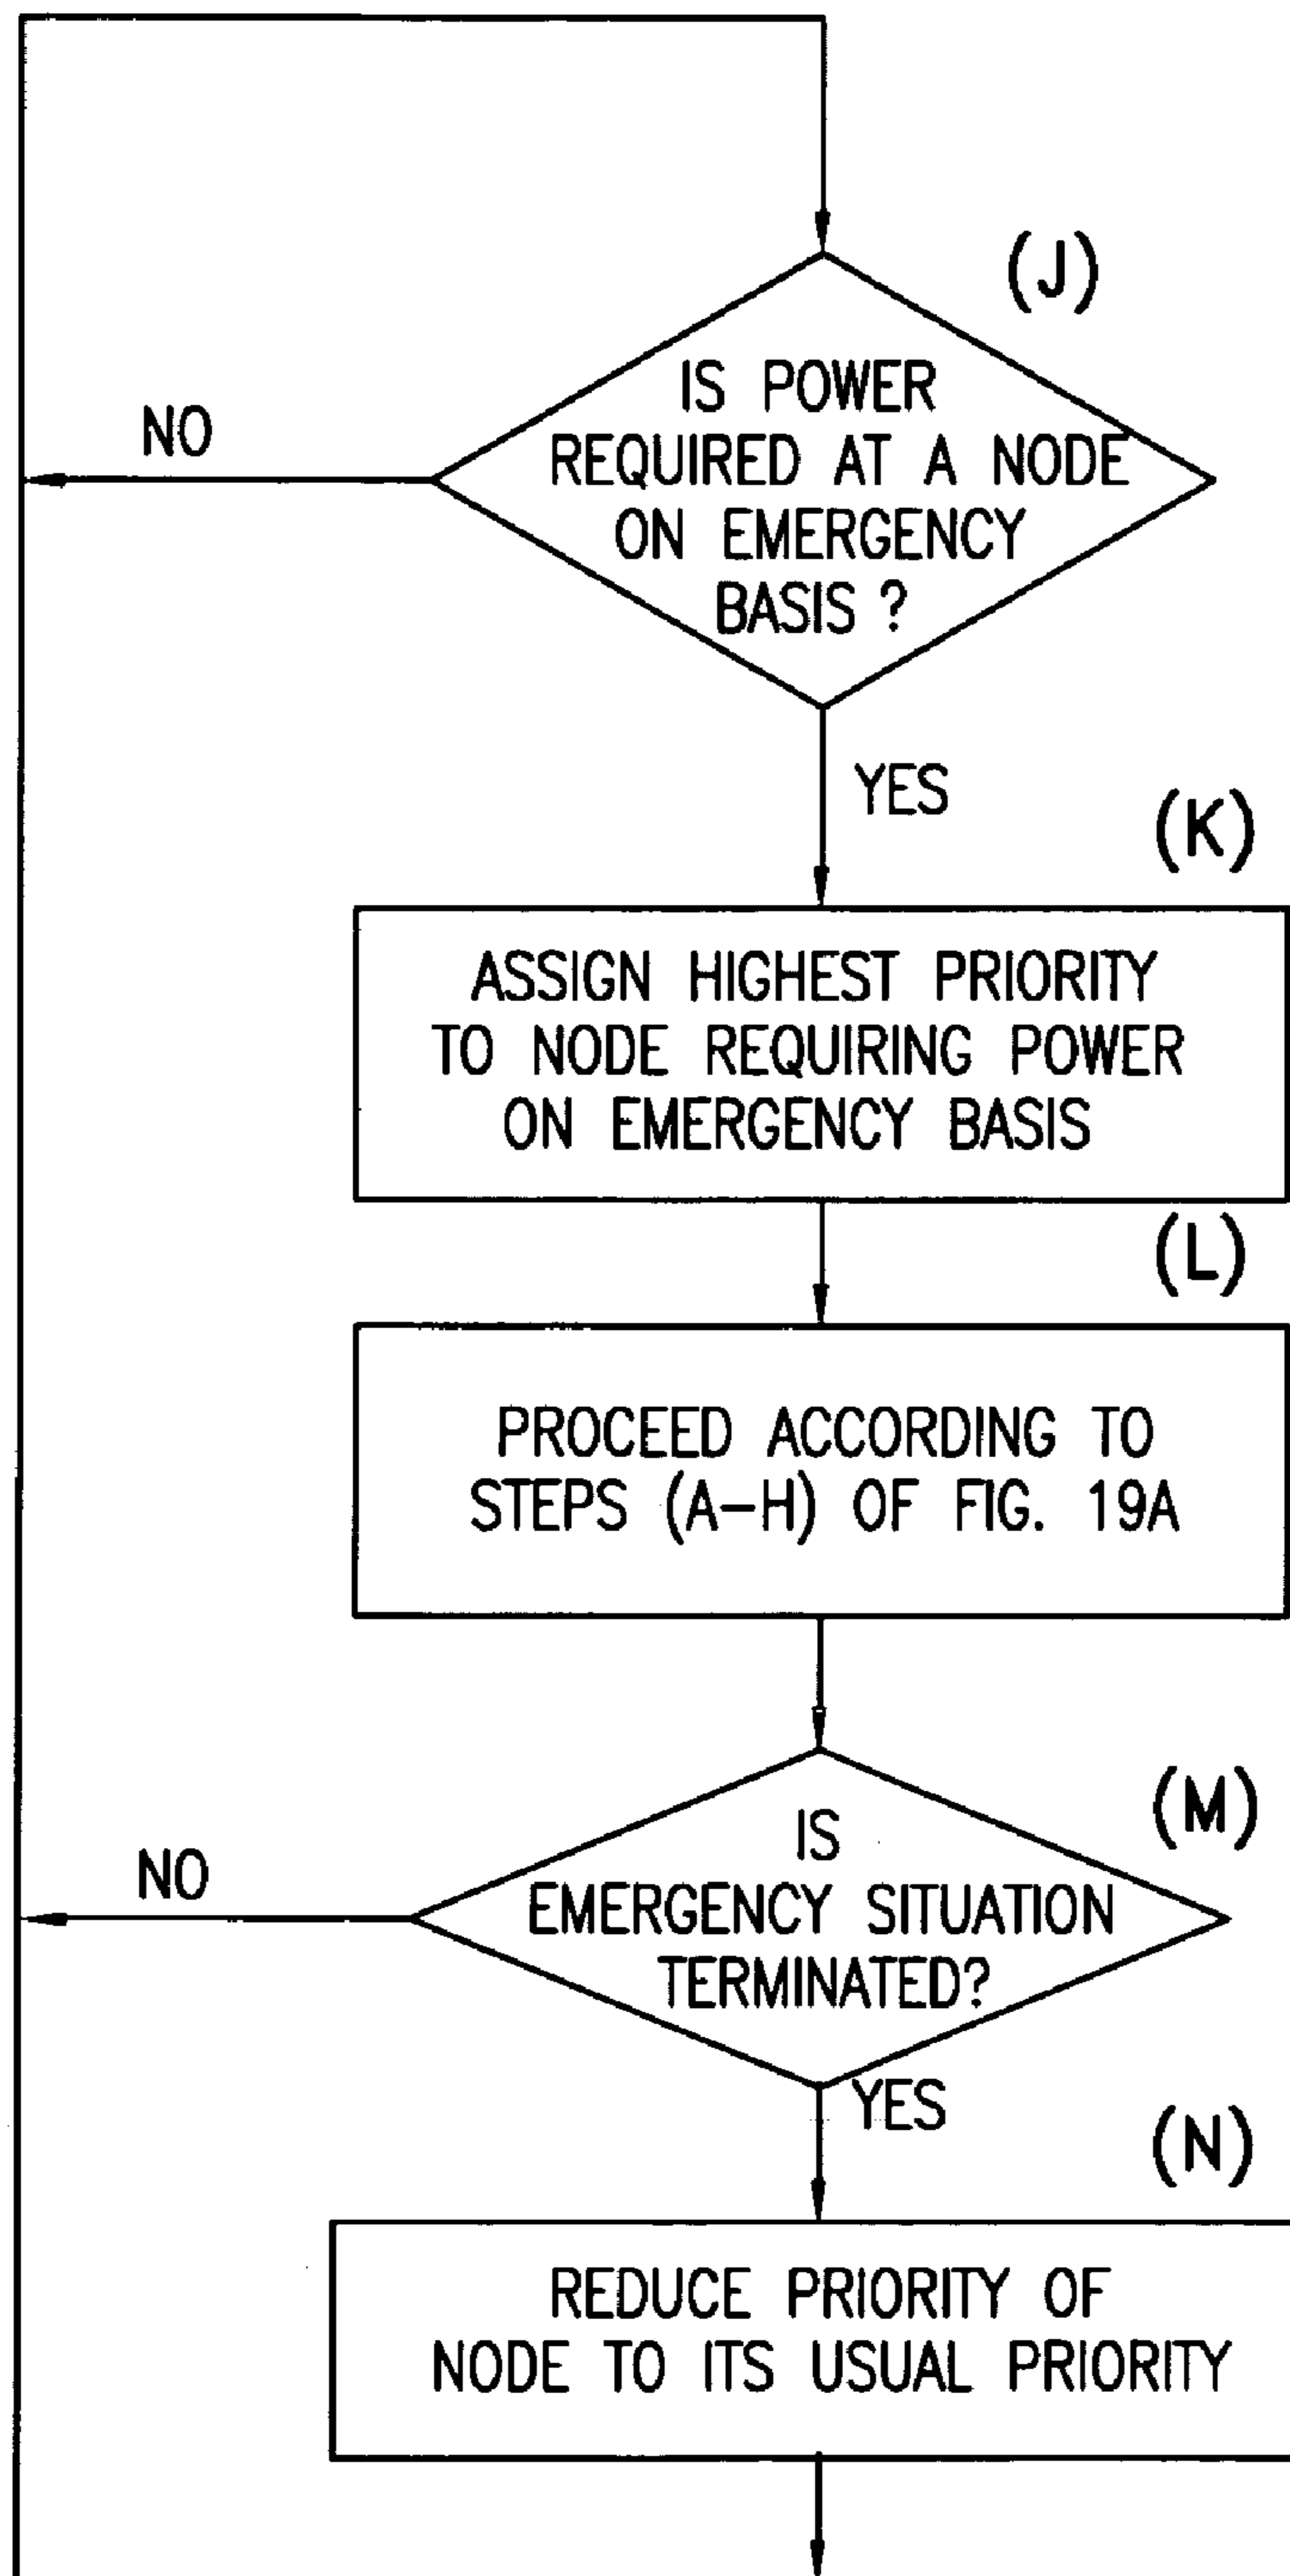 (J)
IS POWER
REQUIRED AT A NODE
ON EMERGENCY
BASIS ?
NO
YES
(K)
ASSIGN HIGHEST PRIORITY
TO NODE REQUIRING POWER
ON EMERGENCY BASIS
(L)
PROCEED ACCORDING TO
STEPS (A-H) OF FIG. 19A
(M)
IS
EMERGENCY SITUATION
TERMINATED?
NO
YES
(N)
REDUCE PRIORITY OF
NODE TO ITS USUAL PRIORITY